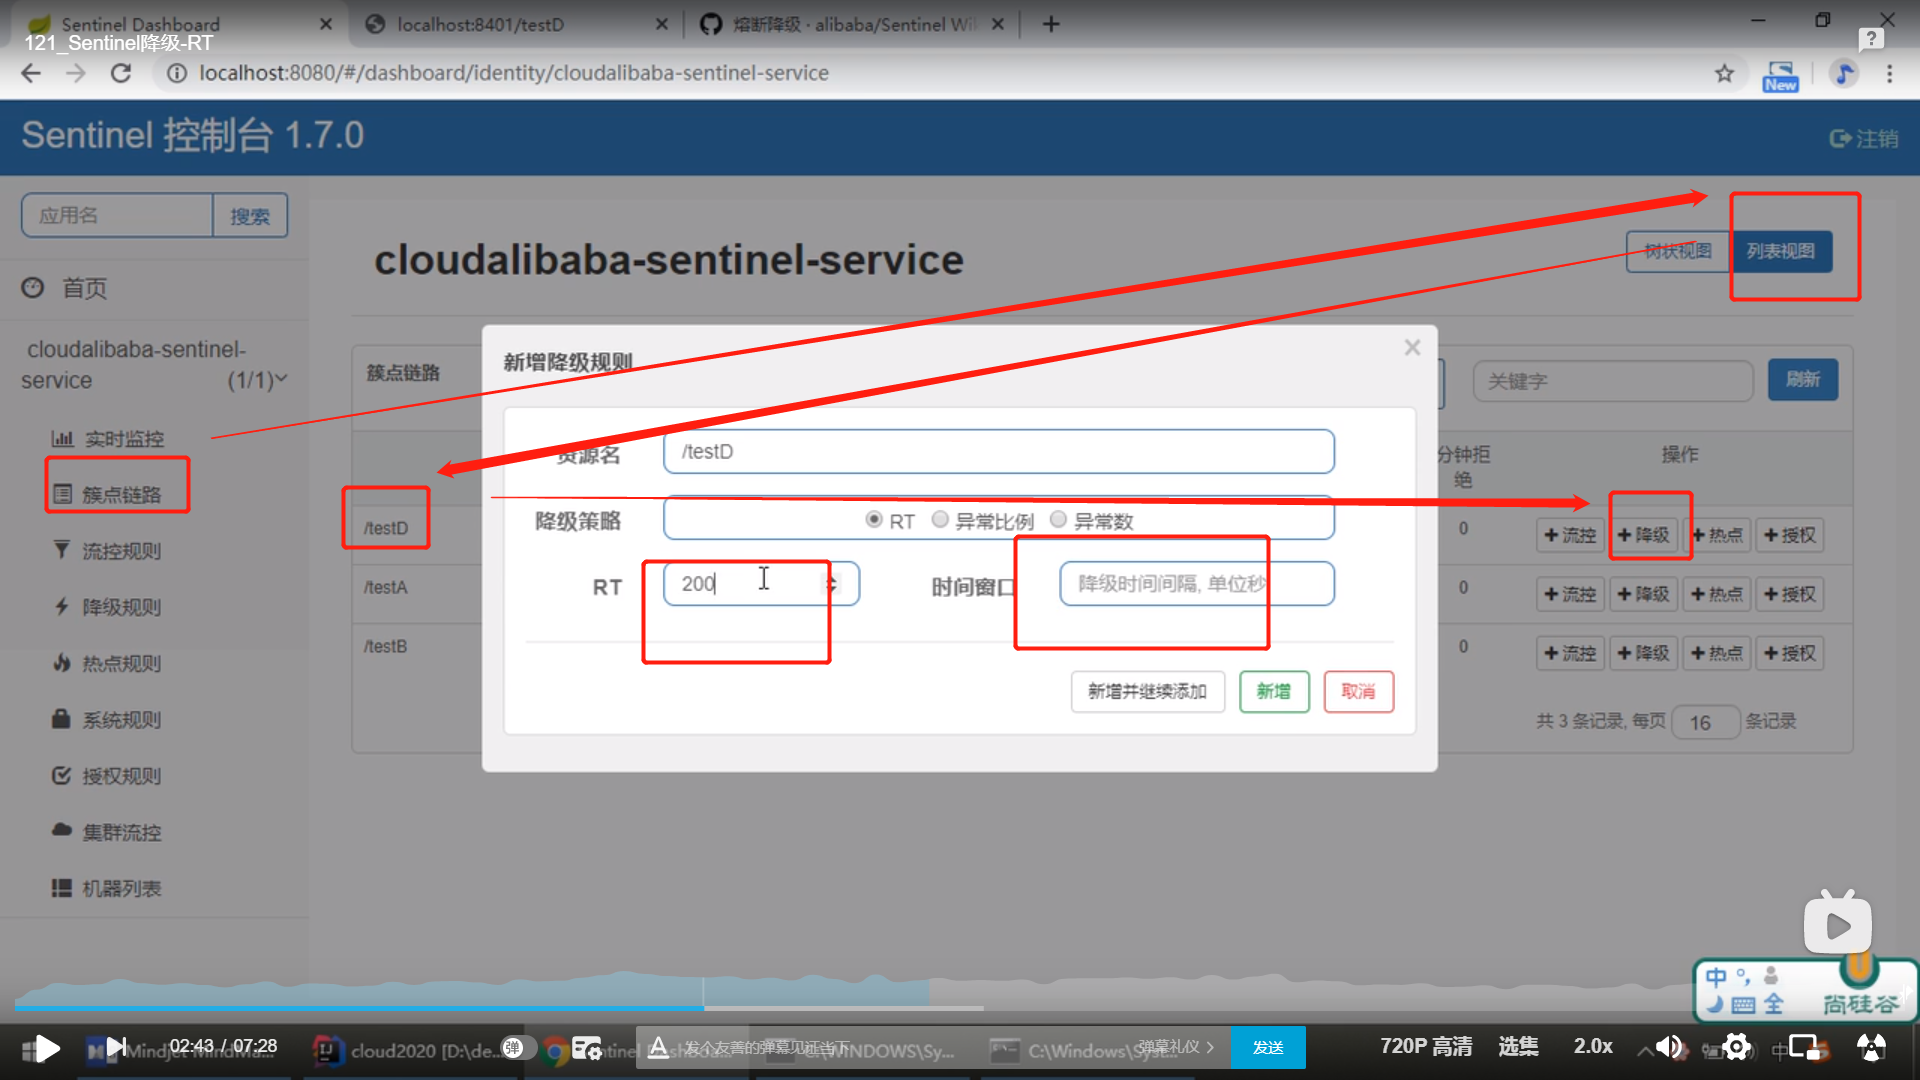 Sentinel Dashboard
localhost:8401/testD
熔断降级 · alibaba/Sentinel Wi
121_Sentinel降级-RT
localhost:8080/#/dashboard/identity/cloudalibaba-sentinel-service
New
Sentinel 控制台 1.7.0
注销
应用名
搜索
cloudalibaba-sentinel-service
树状视图
列表视图
首页
cloudalibaba-sentinel-
service
(1/1)
实时监控
簇点链路
流控规则
降级规则
热点规则
系统规则
授权规则
集群流控
机器列表
簇点链路
关键字
刷新
分钟拒
绝
操作
/testD
0
流控
降级
热点
授权
/testA
0
流控
降级
热点
授权
/testB
0
流控
降级
热点
授权
共 3 条记录, 每页
16
条记录
新增降级规则
资源名
/testD
降级策略
RT
异常比例
异常数
RT
200
时间窗口
降级时间间隔, 单位秒
新增并继续添加
新增
取消
中
全
尚硅谷
02:43 / 07:28
cloud2020 [D:\de...
弹
发个友善的弹幕见证当下
弹幕礼仪
发送
C:\Windows\Sys
720P 高清
选集
2.0x
中